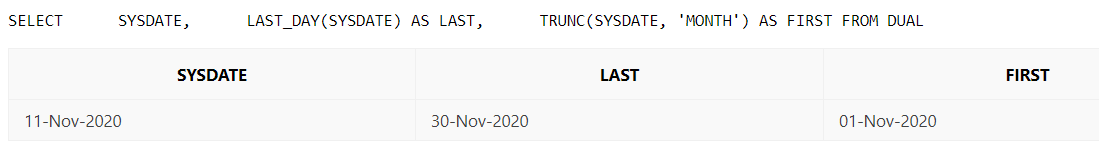 SELECT      SYSDATE,      LAST_DAY(SYSDATE) AS LAST,      TRUNC(SYSDATE, 'MONTH') AS FIRST FROM DUAL
SYSDATE LAST FIRST
11-Nov-2020 30-Nov-2020 01-Nov-2020